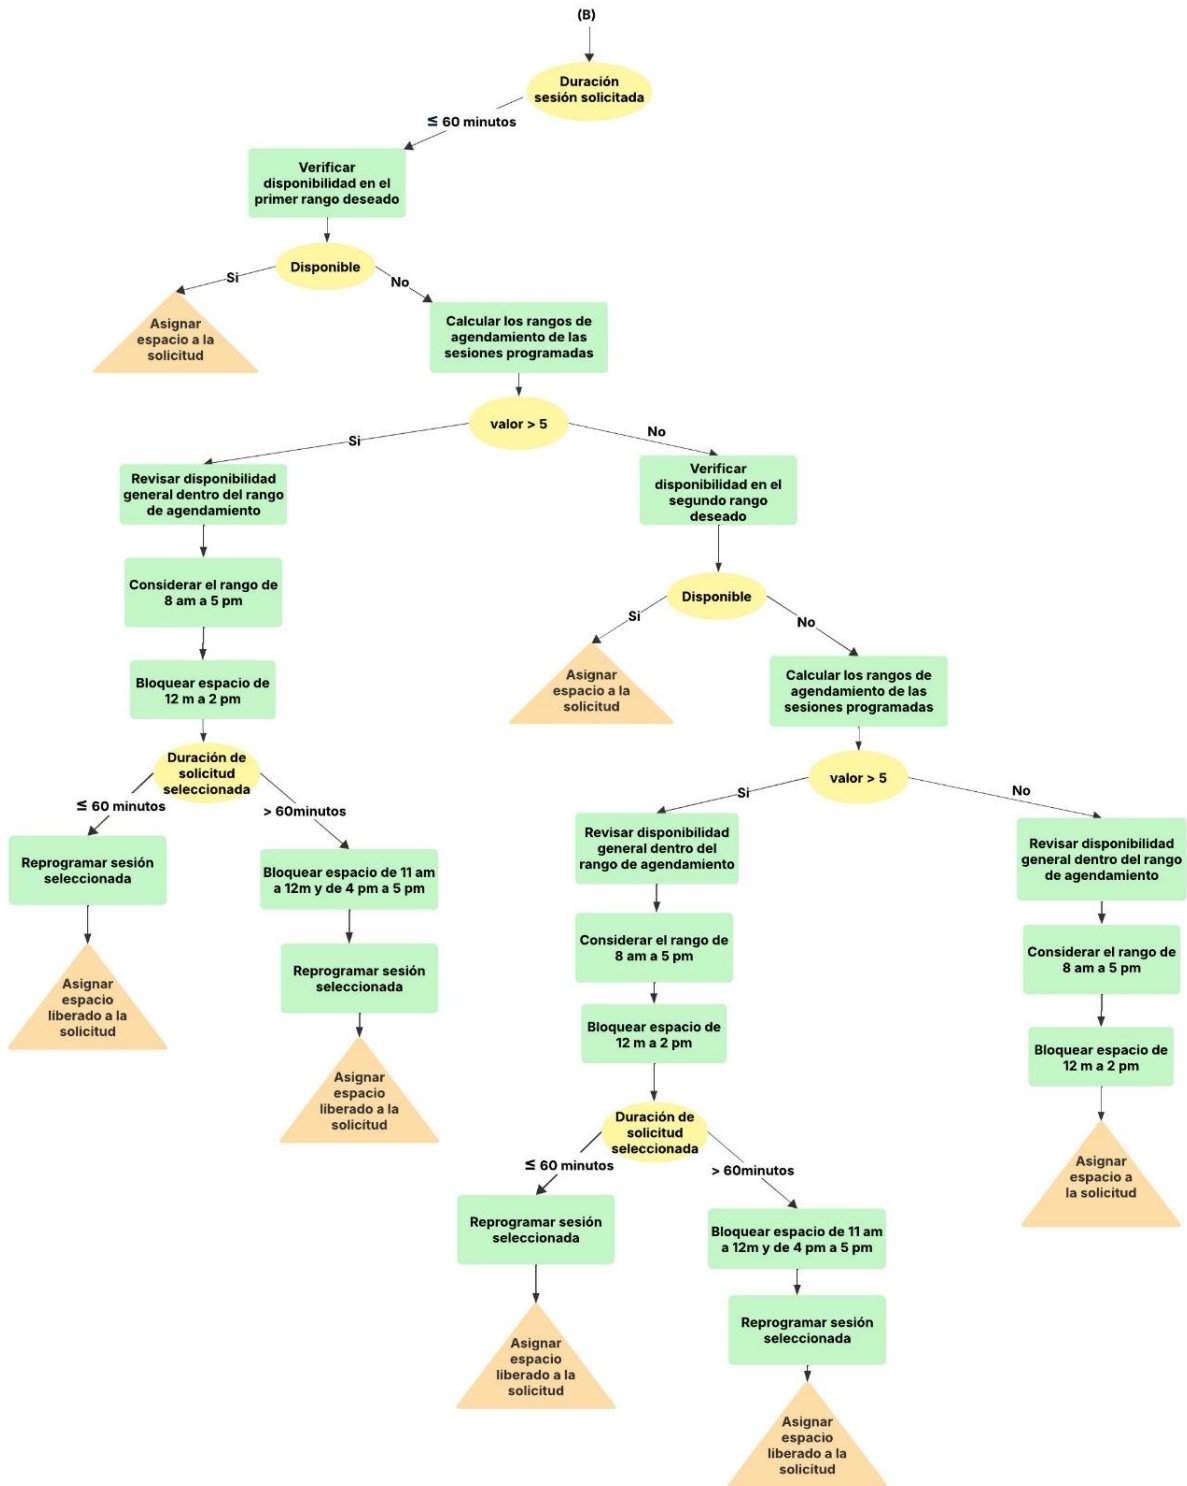 (B)
Duración
sesión solicitada
≤ 60 minutos
Verificar
disponibilidad en el
primer rango deseado
Disponible
Si
No
Asignar
espacio a la
solicitud
Calcular los rangos de
agendamiento de las
sesiones programadas
valor > 5
Si
No
Revisar disponibilidad
general dentro del rango
de agendamiento
Considerar el rango de
8 am a 5 pm
Bloquear espacio de
12 m a 2 pm
Duración de
solicitud
seleccionada
≤ 60 minutos
> 60minutos
Reprogramar sesión
seleccionada
Asignar
espacio
liberado a la
solicitud
Bloquear espacio de 11 am
a 12m y de 4 pm a 5 pm
Reprogramar sesión
seleccionada
Asignar
espacio
liberado a la
solicitud
Verificar
disponibilidad en el
segundo rango
deseado
Disponible
Si
No
Asignar
espacio a la
solicitud
Calcular los rangos de
agendamiento de las
sesiones programadas
valor > 5
Si
No
Revisar disponibilidad
general dentro del
rango de agendamiento
Considerar el rango de
8 am a 5 pm
Bloquear espacio de
12 m a 2 pm
Duración de
solicitud
seleccionada
≤ 60 minutos
> 60minutos
Reprogramar sesión
seleccionada
Asignar
espacio
liberado a la
solicitud
Bloquear espacio de 11 am
a 12m y de 4 pm a 5 pm
Reprogramar sesión
seleccionada
Asignar
espacio
liberado a la
solicitud
Revisar disponibilidad
general dentro del rango
de agendamiento
Considerar el rango de
8 am a 5 pm
Bloquear espacio de
12 m a 2 pm
Asignar
espacio a
la solicitud